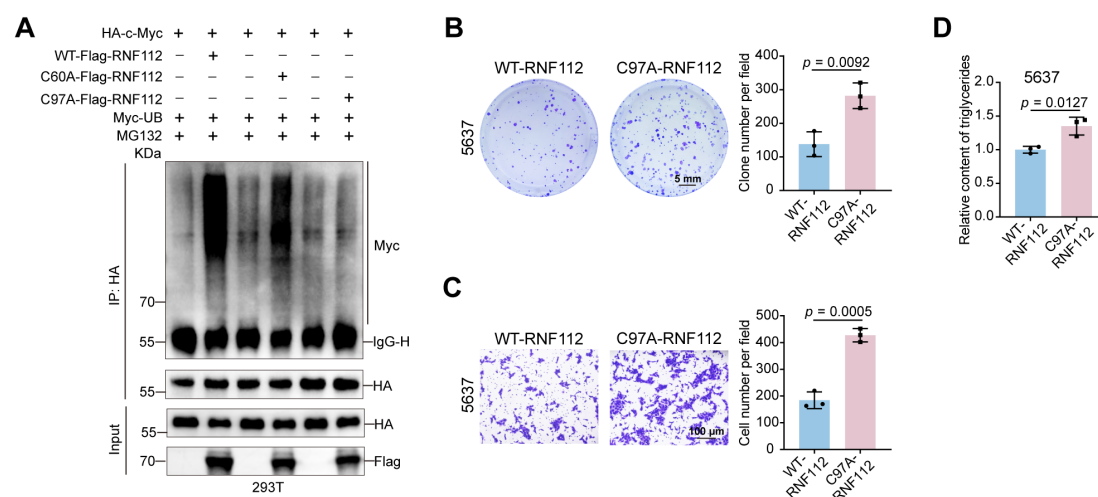 A
HA-c-Myc + + + + + +
WT-Flag-RNF112 − + − − − −
C60A-Flag-RNF112 − − − + − −
C97A-Flag-RNF112 − − − − − +
Myc-UB + + + + + +
MG132 + + + + + +
KDa
IP: HA
70
55
55
Myc
IgG-H
HA
Input
55
70
HA
Flag
293T
B
WT-RNF112 C97A-RNF112
5637
5 mm
Clone number per field
400
300
200
100
0
p = 0.0092
WT-
RNF112
C97A-
RNF112
C
WT-RNF112 C97A-RNF112
5637
100 μm
Cell number per field
500
400
300
200
100
0
p = 0.0005
WT-
RNF112
C97A-
RNF112
D
5637
Relative content of triglycerides
2.0
1.5
1.0
0.5
0.0
p = 0.0127
WT-
RNF112
C97A-
RNF112